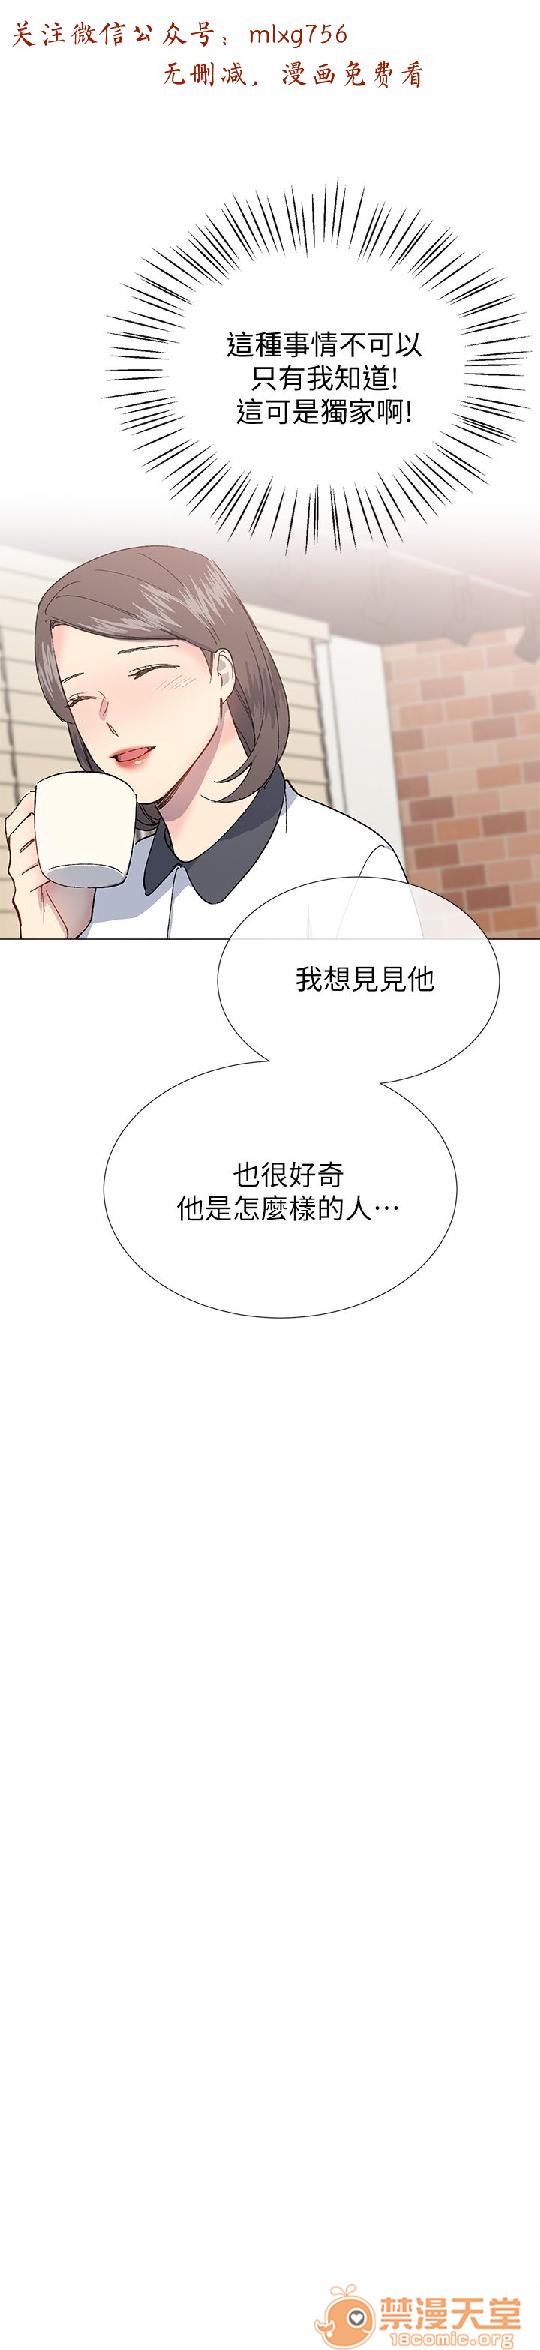 关注微信公众号：mlxg756
无删减．漫画免费看
這種事情不可以
只有我知道!
這可是獨家啊!
我想見見他
也很好奇
他是怎麼樣的人…
禁漫天堂
18comic.org